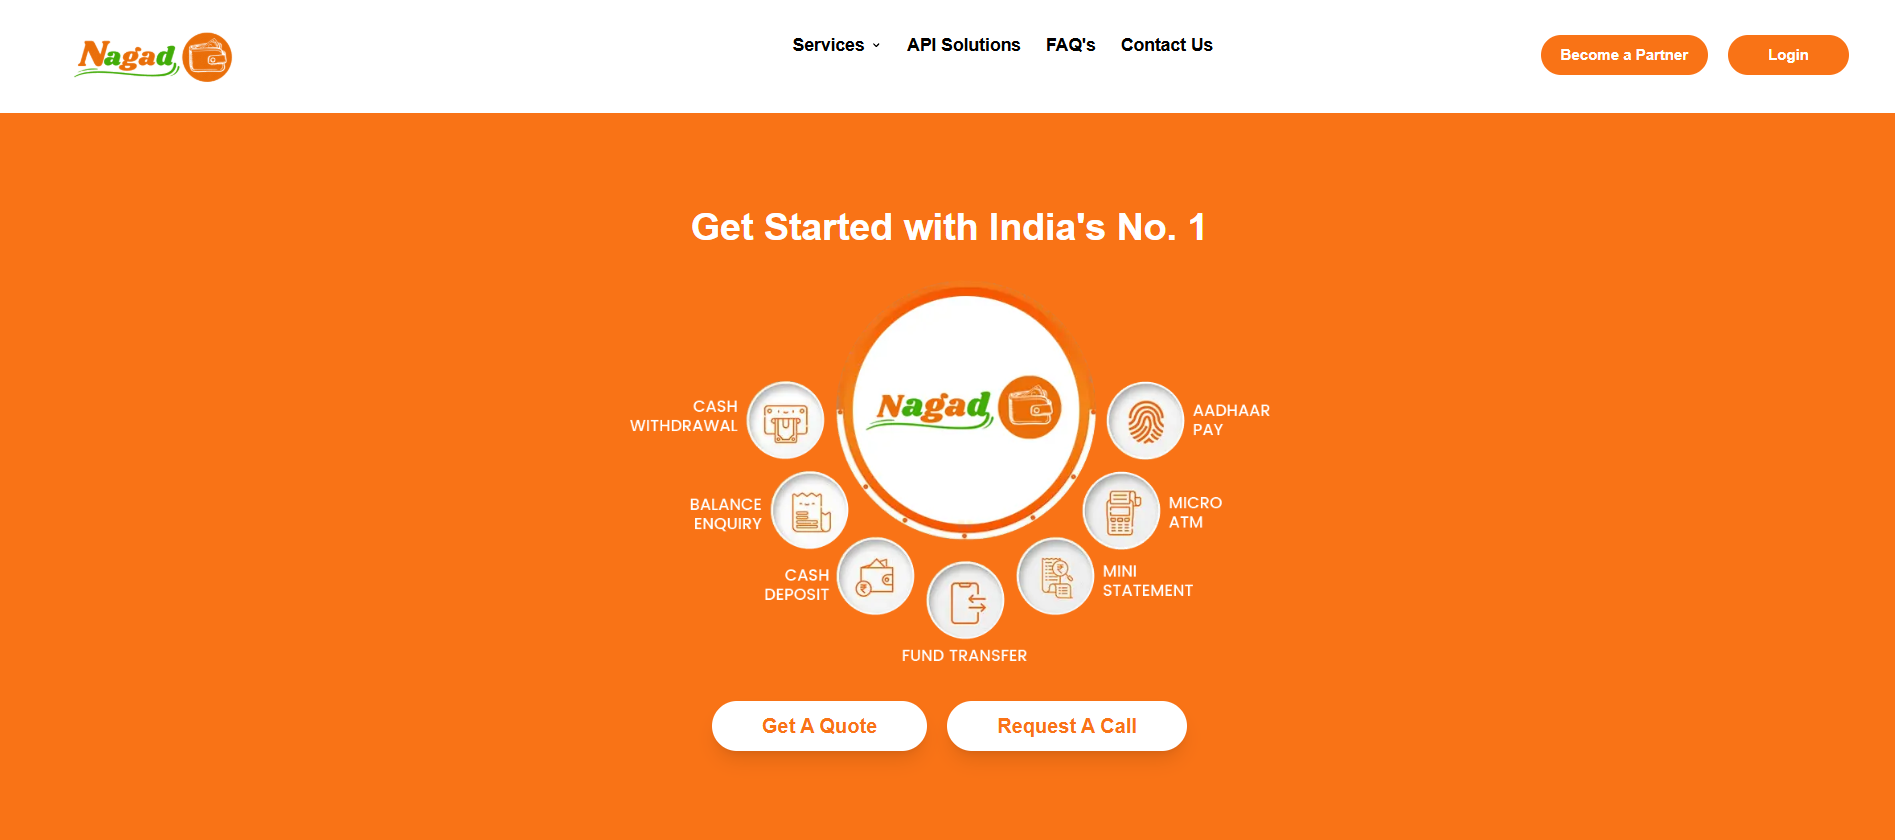 Nagad
Services
API Solutions
FAQ's
Contact Us
Become a Partner
Login
Get Started with India's No. 1
Nagad
CASH
WITHDRAWAL
AADHAAR
PAY
BALANCE
ENQUIRY
MICRO
ATM
CASH
DEPOSIT
MINI
STATEMENT
FUND TRANSFER
Get A Quote
Request A Call